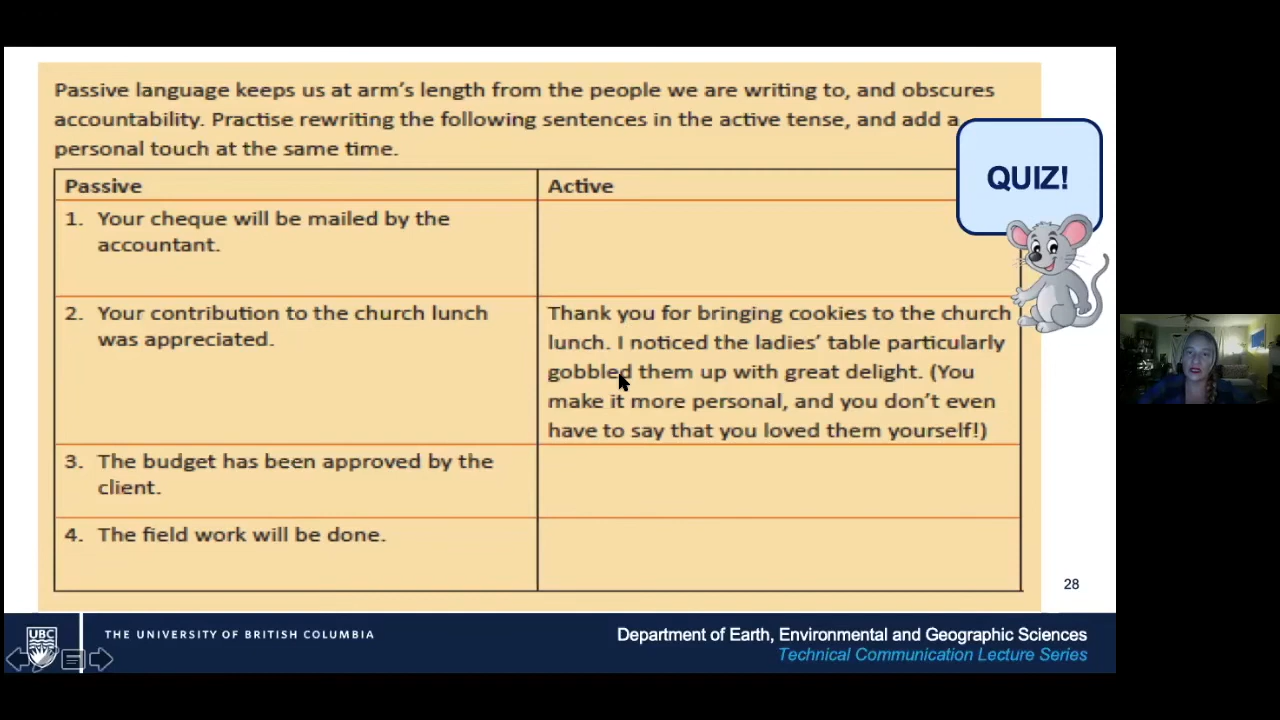 Passive language keeps us at arm's length from the people we are writing to, and obscures
accountability. Practise rewriting the following sentences in the active tense, and add a
personal touch at the same time.
QUIZ!
Passive
Active
1. Your cheque will be mailed by the
accountant.
2. Your contribution to the church lunch
was appreciated.
Thank you for bringing cookies to the church
lunch. I noticed the ladies' table particularly
gobbled them up with great delight. (You
make it more personal, and you don't even
have to say that you loved them yourself!)
3. The budget has been approved by the
client.
4. The field work will be done.
28
UBC
THE UNIVERSITY OF BRITISH COLUMBIA
Department of Earth, Environmental and Geographic Sciences
Technical Communication Lecture Series